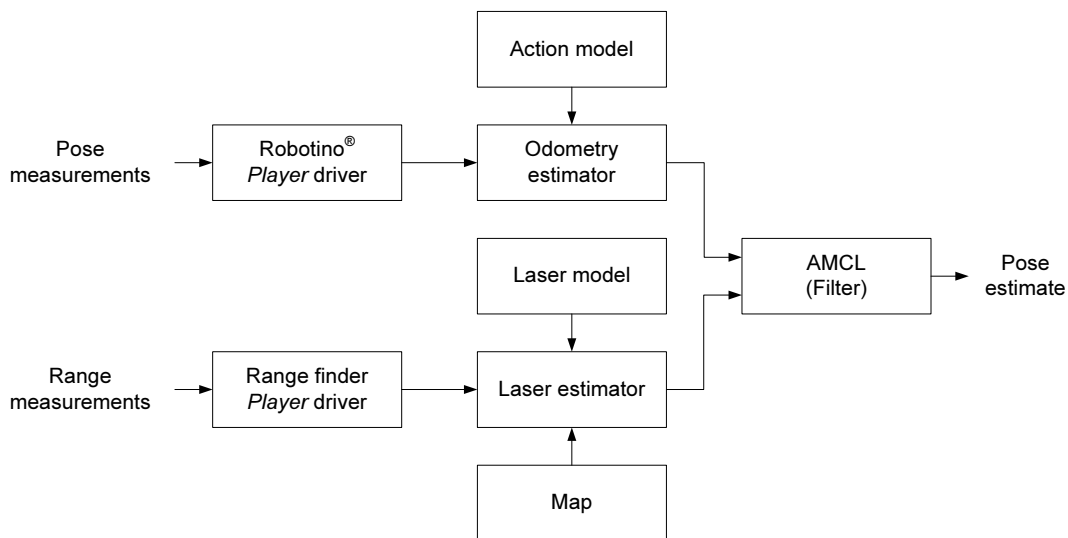 Action model
Pose
measurements
Robotino®
Player driver
Odometry
estimator
Laser model
AMCL
(Filter)
Pose
estimate
Range
measurements
Range finder
Player driver
Laser estimator
Map